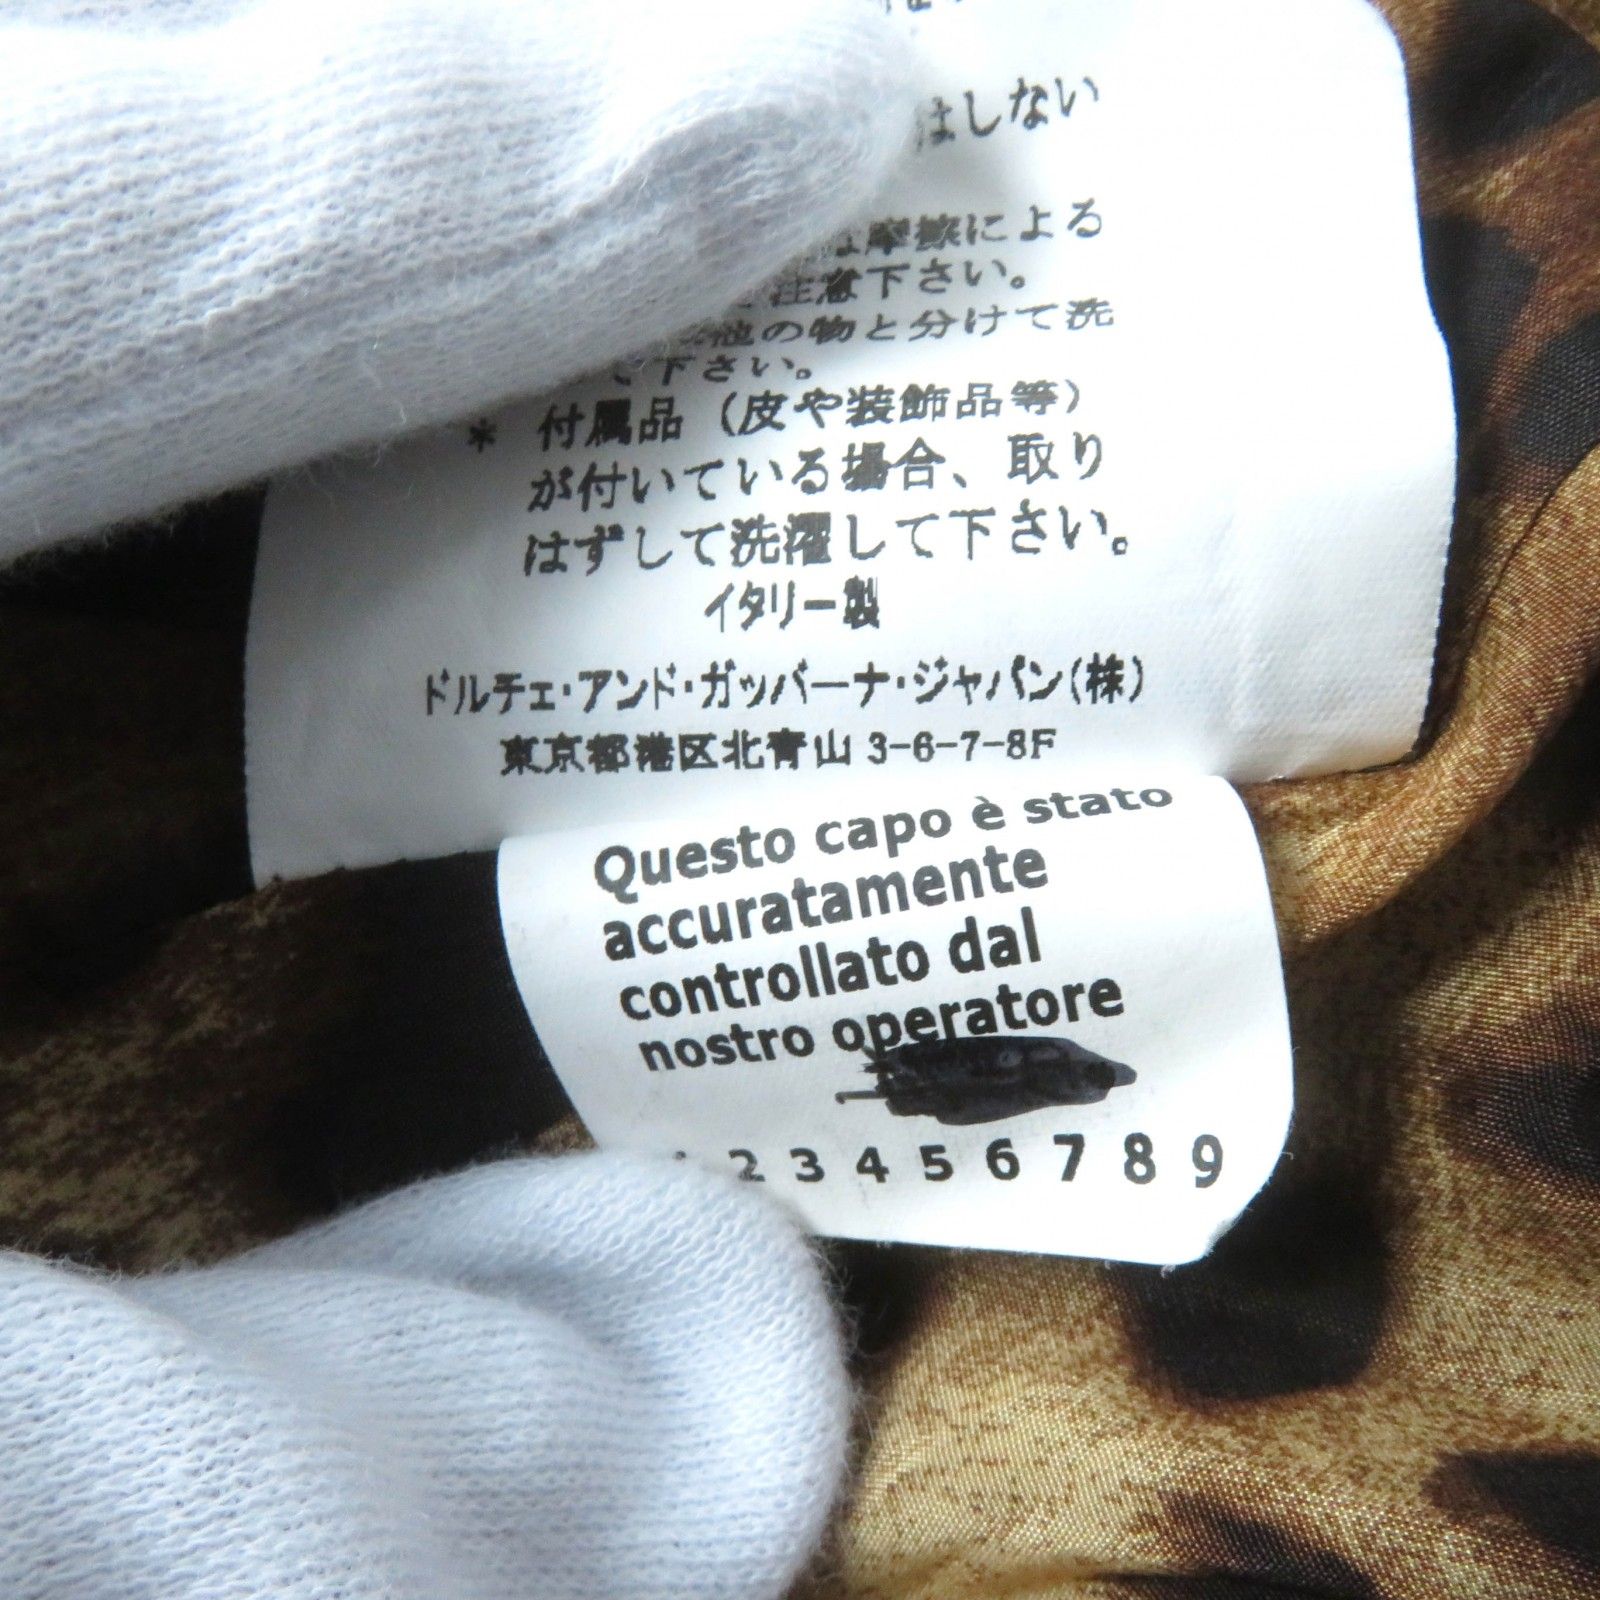 はしない
摩擦による
注意下さい。
他の物と分けて洗
て下さい。
* 付属品（皮や装飾品等）
が付いている場合、取り
はずして洗濯して下さい。
イタリー製
ドルチェ・アンド・ガッバーナ・ジャパン(株)
東京都港区北青山 3-6-7-8F
Questo capo è stato
accuratamente
controllato dal
nostro operatore
2 3 4 5 6 7 8 9